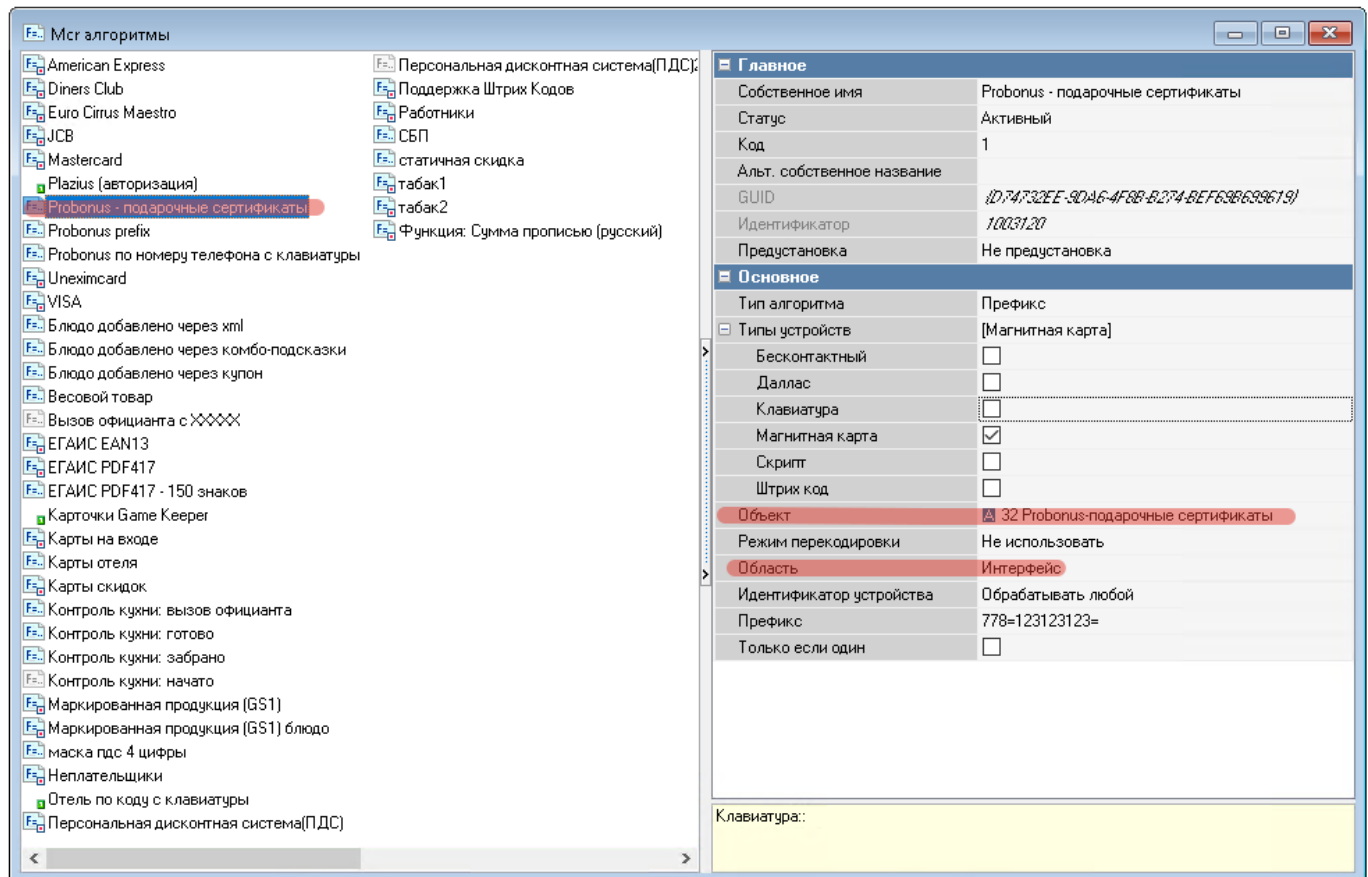 Mcr алгоритмы
American Express
Diners Club
Euro Cirrus Maestro
JCB
Mastercard
Plazius (авторизация)
Probonus - подарочные сертификаты
Probonus prefix
Probonus по номеру телефона с клавиатуры
Uneximcard
VISA
Блюдо добавлено через xml
Блюдо добавлено через комбо-подсказки
Блюдо добавлено через купон
Весовой товар
Вызов официанта с XXXXX
ЕГАИС EAN13
ЕГАИС PDF417
ЕГАИС PDF417 - 150 знаков
Карточки Game Keeper
Карты на входе
Карты отеля
Карты скидок
Контроль кухни: вызов официанта
Контроль кухни: готово
Контроль кухни: забрано
Контроль кухни: начато
Маркированная продукция (GS1)
Маркированная продукция (GS1) блюдо
маска пдс 4 цифры
Неплательщики
Отель по коду с клавиатуры
Персональная дисконтная система(ПДС)
Персональная дисконтная система(ПДС)2
Поддержка Штрих Кодов
Работники
СБП
статичная скидка
табак1
табак2
Функция: Сумма прописью (русский)
Главное
Собственное имя Probonus - подарочные сертификаты
Статус Активный
Код 1
Альт. собственное название
GUID {D74732EE-9DA6-4F8B-B274-BEF69B699619}
Идентификатор 1003120
Предустановка Не предустановка
Основное
Тип алгоритма Префикс
Типы устройств [Магнитная карта]
Бесконтактный
Даллас
Клавиатура
Магнитная карта
Скрипт
Штрих код
Объект A 32 Probonus-подарочные сертификаты
Режим перекодировки Не использовать
Область Интерфейс
Идентификатор устройства Обрабатывать любой
Префикс 778=123123123=
Только если один
Клавиатура::